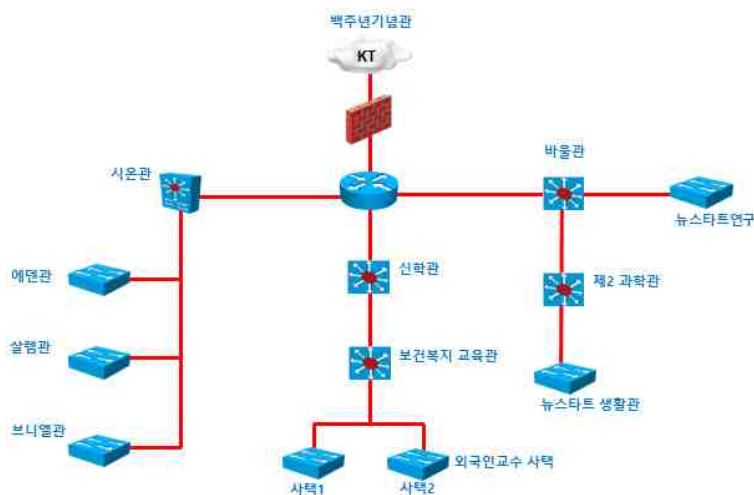 백주년기념관
KT
바울관
시온관
뉴스타트연구
에덴관
신학관
제2 과학관
살렘관
보건복지 교육관
뉴스타트 생활관
브니엘관
외국인교수 사택
사택1
사택2